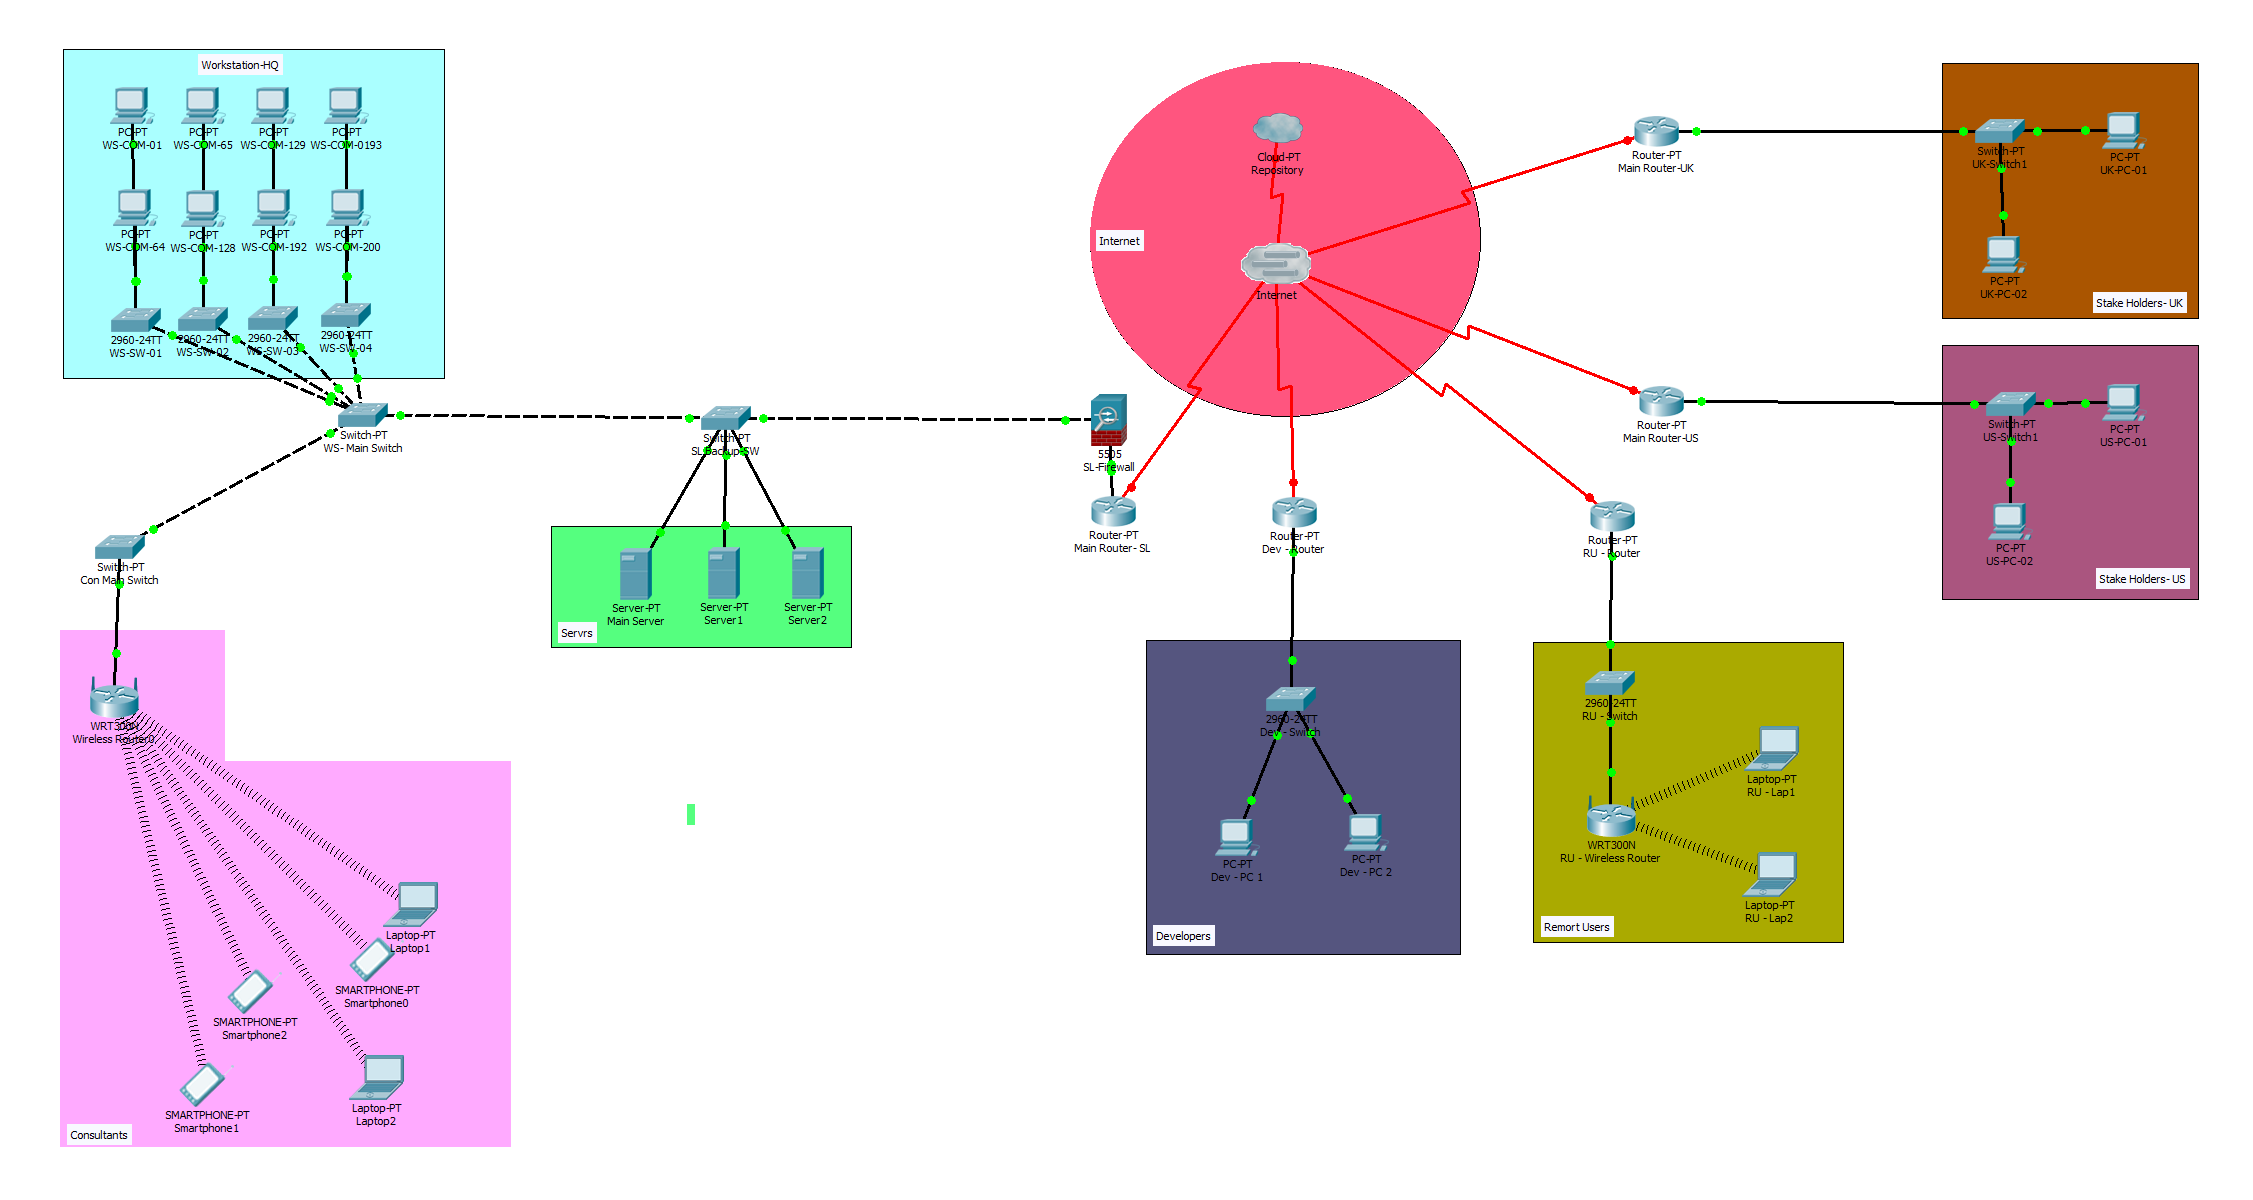 Workstation-HQ
PC-PT
WS-COM-01
PC-PT
WS-COM-65
PC-PT
WS-COM-129
PC-PT
WS-COM-0193
PC-PT
WS-COM-64
PC-PT
WS-COM-128
PC-PT
WS-COM-192
PC-PT
WS-COM-200
2960-24TT
WS-SW-01
2960-24TT
WS-SW-02
2960-24TT
WS-SW-03
2960-24TT
WS-SW-04
Switch-PT
WS- Main Switch
Switch-PT
Con Main Switch
WRT300N
Wireless Router0
Laptop-PT
Laptop1
SMARTPHONE-PT
Smartphone0
SMARTPHONE-PT
Smartphone2
SMARTPHONE-PT
Smartphone1
Laptop-PT
Laptop2
Consultants
Switch-PT
SL Backup-SW
Server-PT
Main Server
Server-PT
Server1
Server-PT
Server2
Servrs
5505
SL-Firewall
Router-PT
Main Router- SL
Cloud-PT
Repository
Internet
Internet
Router-PT
Dev - Router
2960-24TT
Dev - Switch
PC-PT
Dev - PC 1
PC-PT
Dev - PC 2
Developers
Router-PT
RU - Router
2960-24TT
RU - Switch
WRT300N
RU - Wireless Router
Laptop-PT
RU - Lap1
Laptop-PT
RU - Lap2
Remort Users
Router-PT
Main Router-UK
Switch-PT
UK-Switch1
PC-PT
UK-PC-01
PC-PT
UK-PC-02
Stake Holders- UK
Router-PT
Main Router-US
Switch-PT
US-Switch1
PC-PT
US-PC-01
PC-PT
US-PC-02
Stake Holders- US